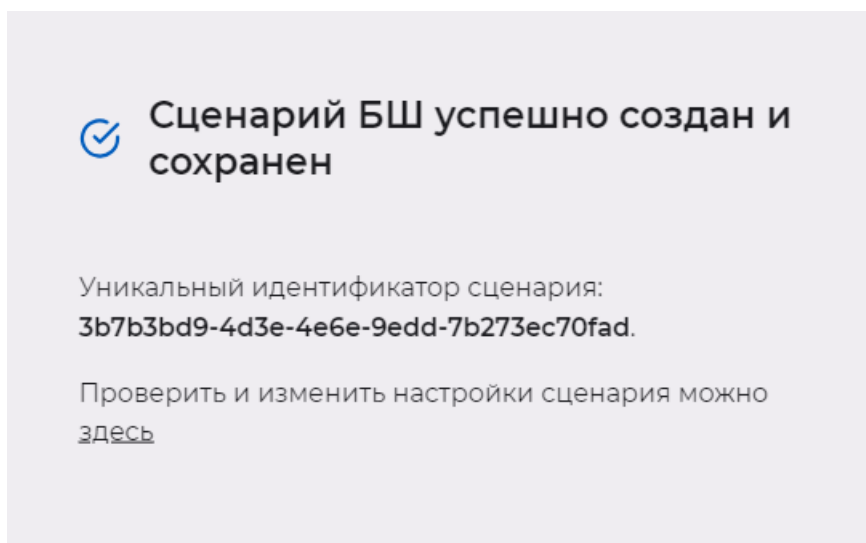 Сценарий БШ успешно создан и
сохранен
Уникальный идентификатор сценария:
3b7b3bd9-4d3e-4e6e-9edd-7b273ec70fad.
Проверить и изменить настройки сценария можно
здесь